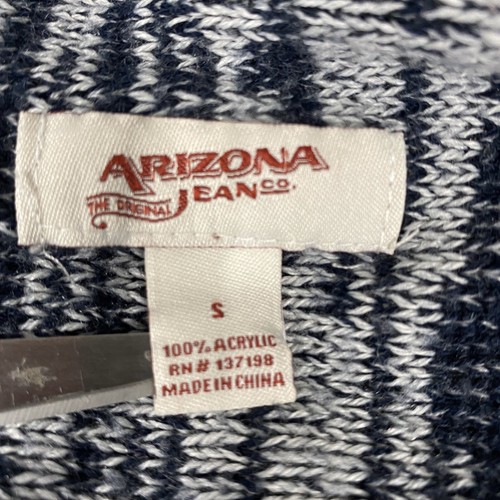 ARIZONA
THE ORIGINAL JEAN CO.
S
100% ACRYLIC
RN# 137198
MADE IN CHINA